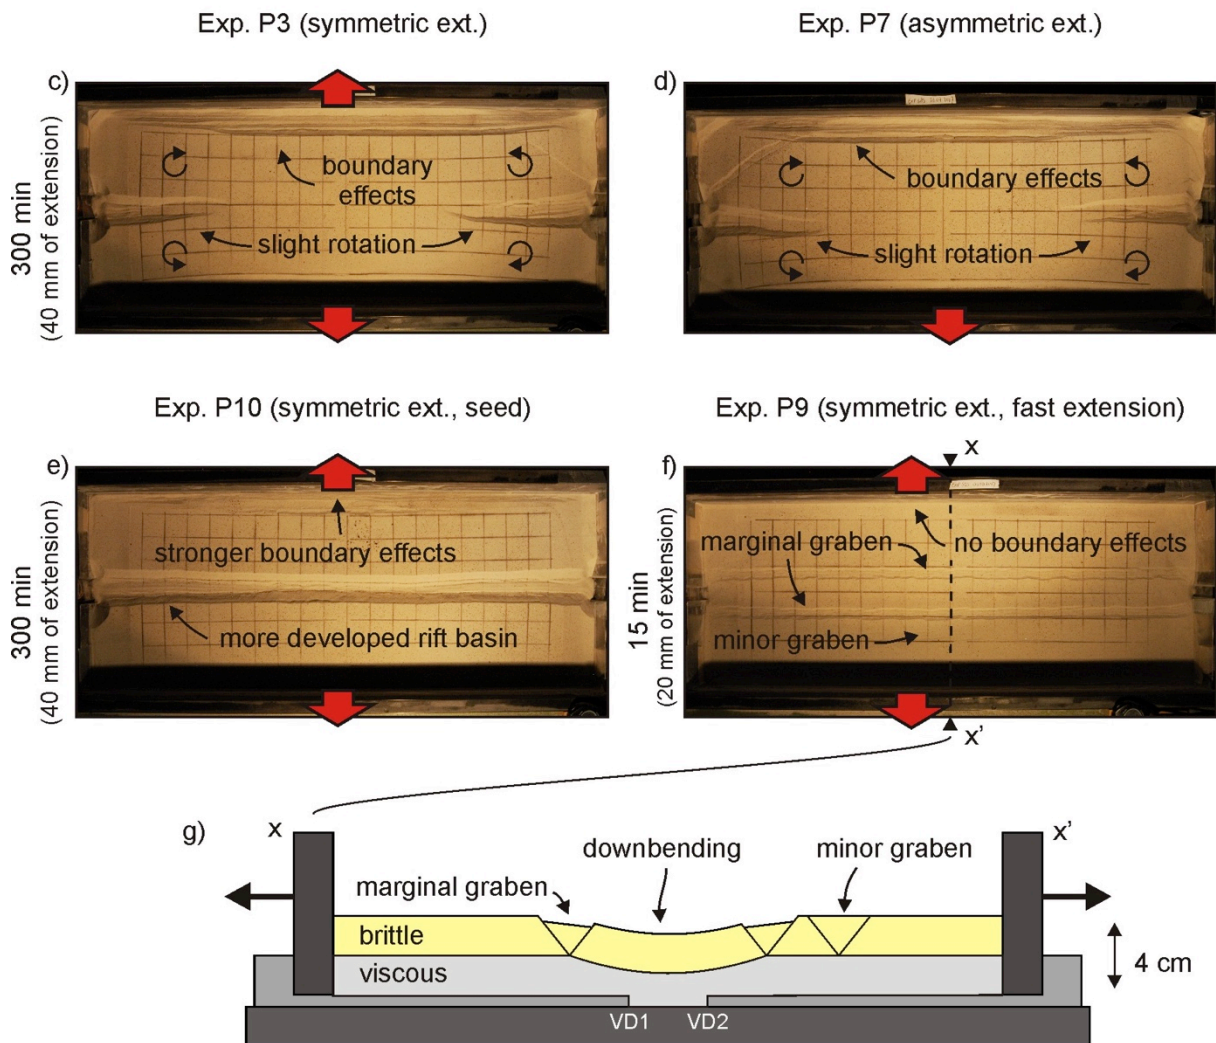 Exp. P3 (symmetric ext.)
Exp. P7 (asymmetric ext.)
c)
300 min
(40 mm of extension)
boundary
effects
slight rotation
d)
boundary effects
slight rotation
Exp. P10 (symmetric ext., seed)
Exp. P9 (symmetric ext., fast extension)
e)
300 min
(40 mm of extension)
stronger boundary effects
more developed rift basin
f)
x
15 min
(20 mm of extension)
marginal graben
no boundary effects
minor graben
x'
g)
x
x'
downbending
minor graben
marginal graben
brittle
viscous
4 cm
VD1
VD2